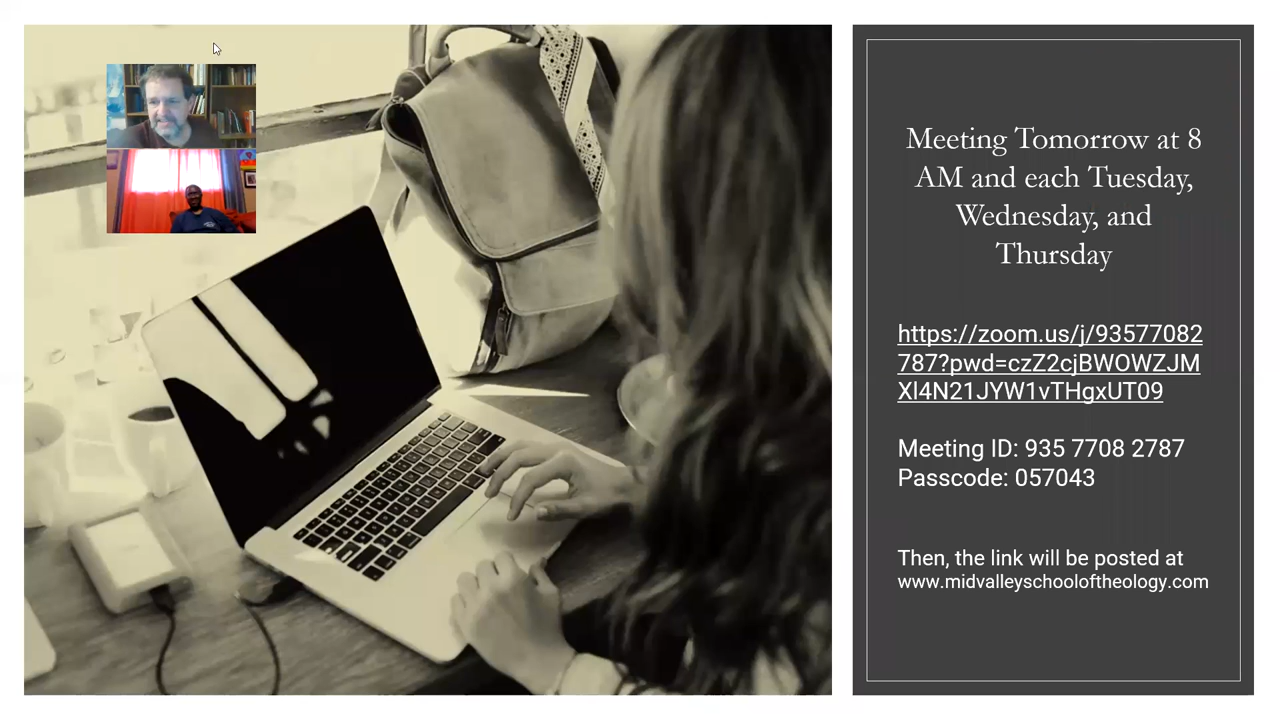 Meeting Tomorrow at 8
AM and each Tuesday,
Wednesday, and
Thursday
https://zoom.us/j/93577082
787?pwd=czZ2cjBWOWZJM
Xl4N21JYW1vTHgxUT09
Meeting ID: 935 7708 2787
Passcode: 057043
Then, the link will be posted at
www.midvalleyschooloftheology.com